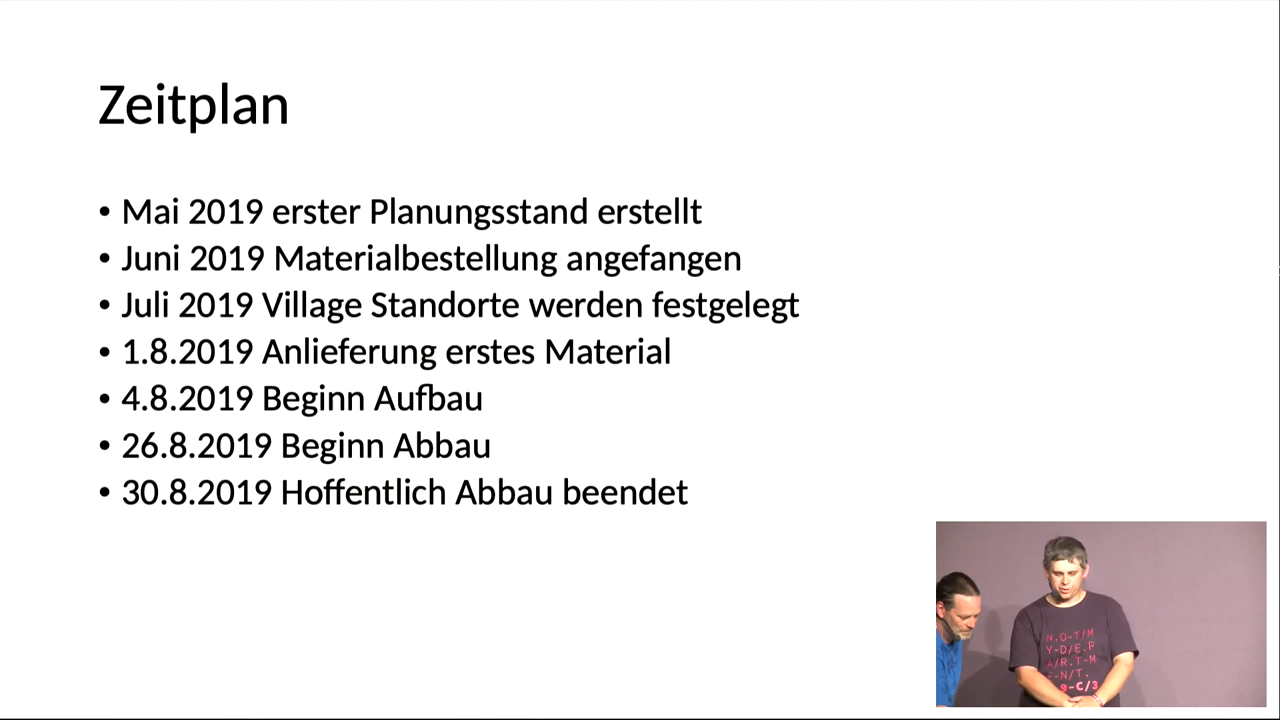 Zeitplan
• Mai 2019 erster Planungsstand erstellt
• Juni 2019 Materialbestellung angefangen
• Juli 2019 Village Standorte werden festgelegt
• 1.8.2019 Anlieferung erstes Material
• 4.8.2019 Beginn Aufbau
• 26.8.2019 Beginn Abbau
• 30.8.2019 Hoffentlich Abbau beendet
N.O-T/M
Y-D/E.P
A/R.T-M
E-N/T.
9-C/3